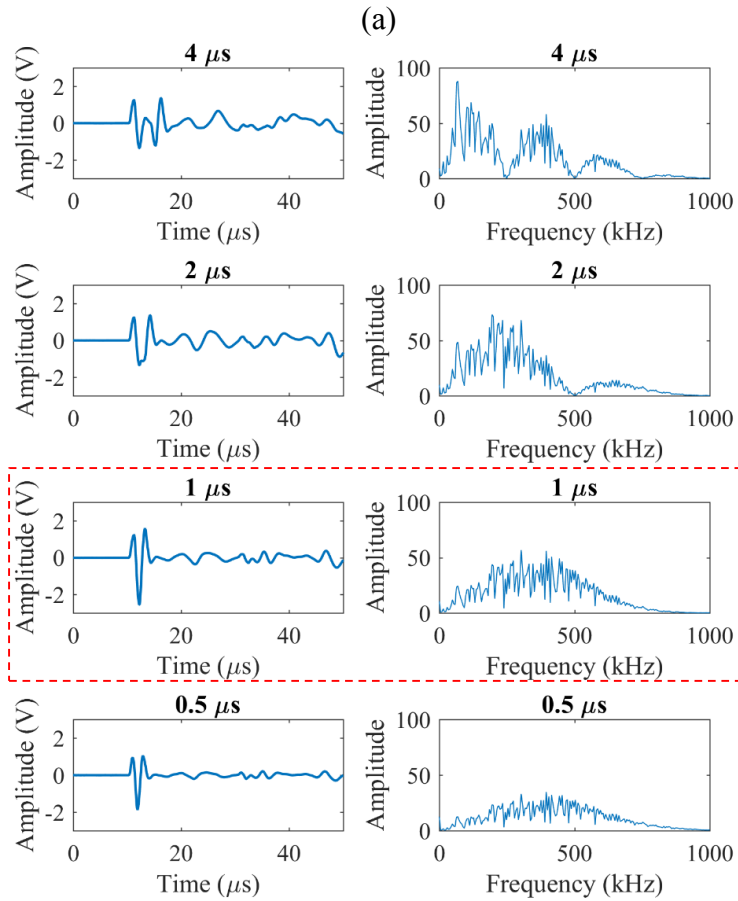 (a)
4 μs
4 μs
Amplitude (V)
2
0
-2
0
20
40
Time (μs)
Amplitude
100
50
0
0
500
1000
Frequency (kHz)
2 μs
2 μs
Amplitude (V)
2
0
-2
0
20
40
Time (μs)
Amplitude
100
50
0
0
500
1000
Frequency (kHz)
1 μs
1 μs
Amplitude (V)
2
0
-2
0
20
40
Time (μs)
Amplitude
100
50
0
0
500
1000
Frequency (kHz)
0.5 μs
0.5 μs
Amplitude (V)
2
0
-2
0
20
40
Time (μs)
Amplitude
100
50
0
0
500
1000
Frequency (kHz)